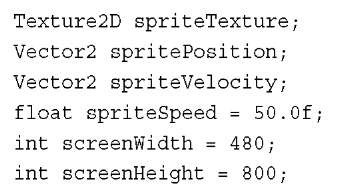 Texture2D spriteTexture;
Vector2 spritePosition;
Vector2 spriteVelocity;
float spriteSpeed = 50.0f;
int screenWidth = 480;
int screenHeight = 800;